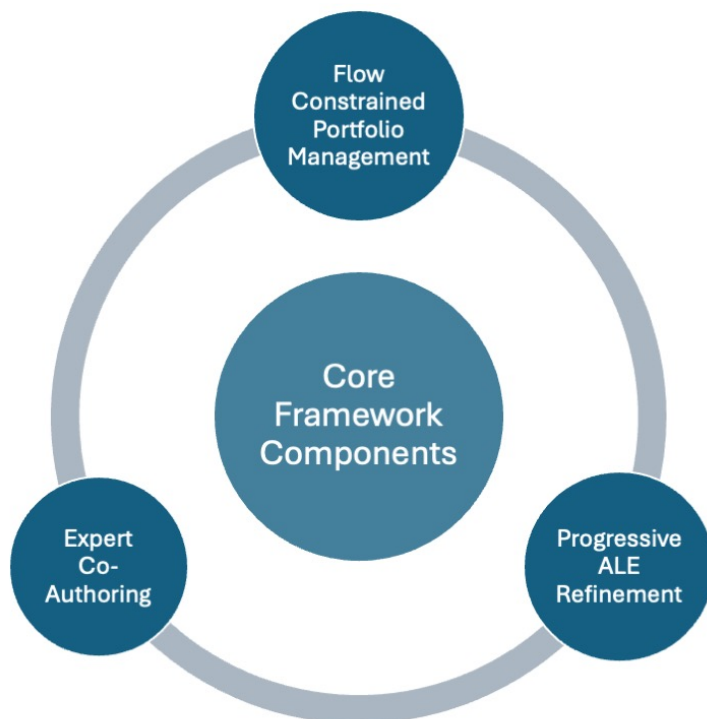 Flow
Constrained
Portfolio
Management
Core
Framework
Components
Expert
Co-
Authoring
Progressive
ALE
Refinement